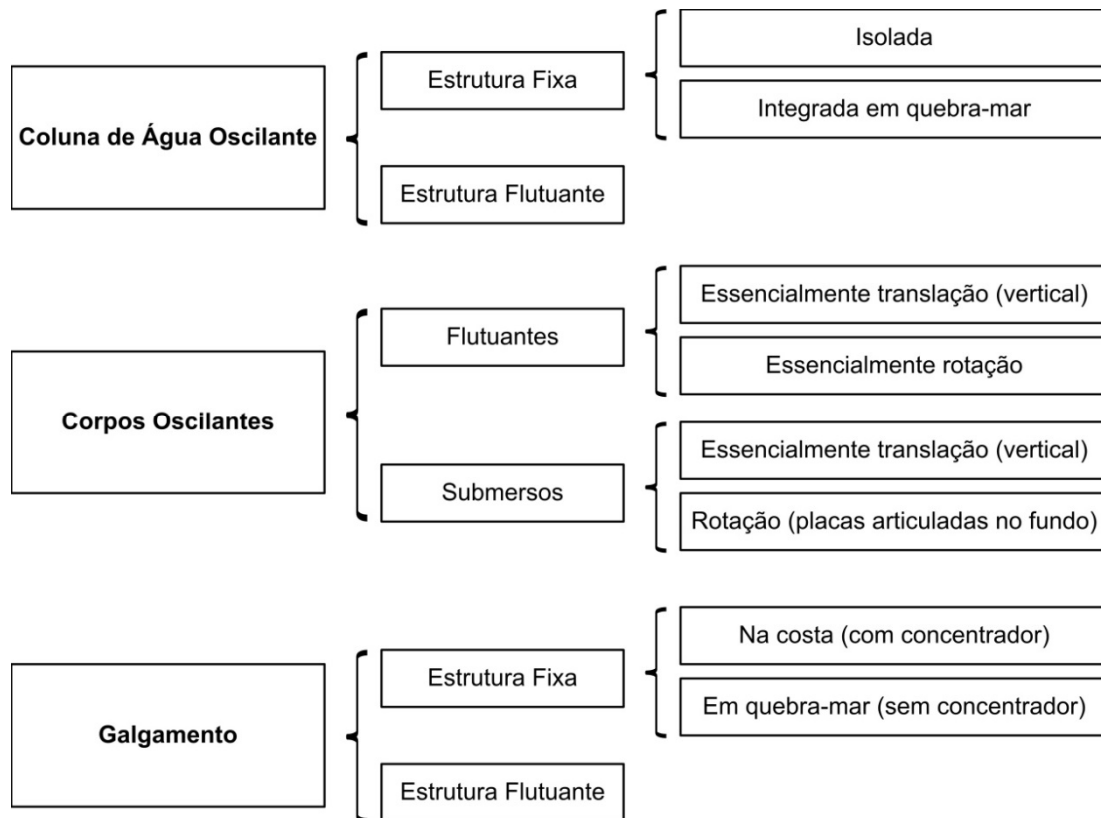 Coluna de Água Oscilante
Estrutura Fixa
Isolada
Integrada em quebra-mar
Estrutura Flutuante
Corpos Oscilantes
Flutuantes
Essencialmente translação (vertical)
Essencialmente rotação
Submersos
Essencialmente translação (vertical)
Rotação (placas articuladas no fundo)
Galgamento
Estrutura Fixa
Na costa (com concentrador)
Em quebra-mar (sem concentrador)
Estrutura Flutuante